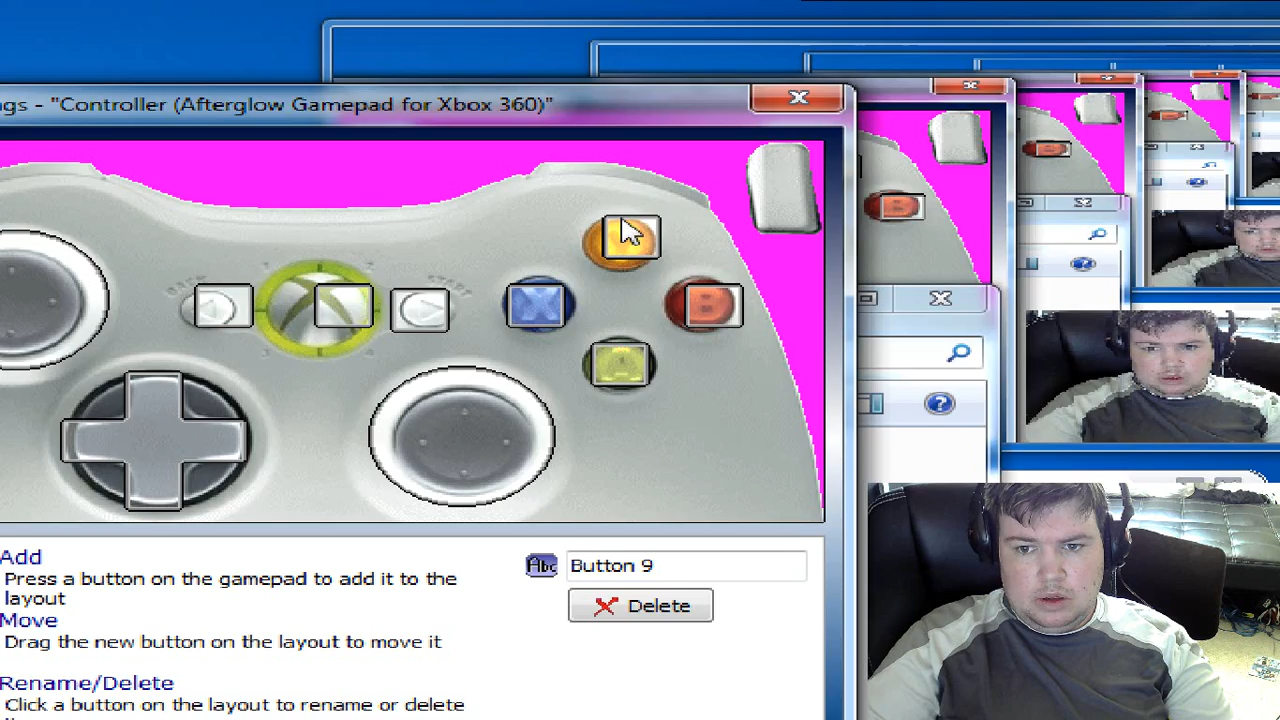 ngs - "Controller (Afterglow Gamepad for Xbox 360)"
X
B
A
B
B
Abc
Button 9
Delete
Add
Press a button on the gamepad to add it to the
layout
Move
Drag the new button on the layout to move it
Rename/Delete
Click a button on the layout to rename or delete